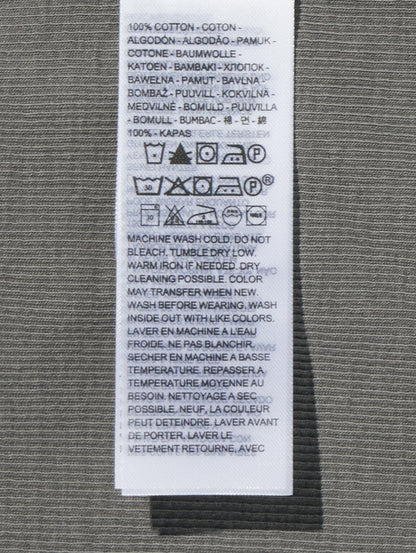 100% COTTON - COTON -
ALGODÓN - ALGODÃO - PAMUK -
COTONE - BAUMWOLLE -
KATOEN - BAMBAKI - ХЛОПОК -
BAWEŁNA - PAMUT - BAVLNA -
BOMBAŽ - PUUVILL - KOKVILNA -
MEDVILNĖ - BOMULD - PUUVILLA
- BOMULL - BUMBAC - 棉 - 면 - 綿
100% - KAPAS
P
30 P®
30
MACHINE WASH COLD. DO NOT
BLEACH. TUMBLE DRY LOW.
WARM IRON IF NEEDED. DRY
CLEANING POSSIBLE. COLOR
MAY TRANSFER WHEN NEW.
WASH BEFORE WEARING. WASH
INSIDE OUT WITH LIKE COLORS.
LAVER EN MACHINE A L'EAU
FROIDE. NE PAS BLANCHIR.
SECHER EN MACHINE A BASSE
TEMPERATURE. REPASSER A
TEMPERATURE MOYENNE AU
BESOIN. NETTOYAGE A SEC
POSSIBLE. NEUF, LA COULEUR
PEUT DETEINDRE. LAVER AVANT
DE PORTER. LAVER LE
VETEMENT RETOURNE, AVEC